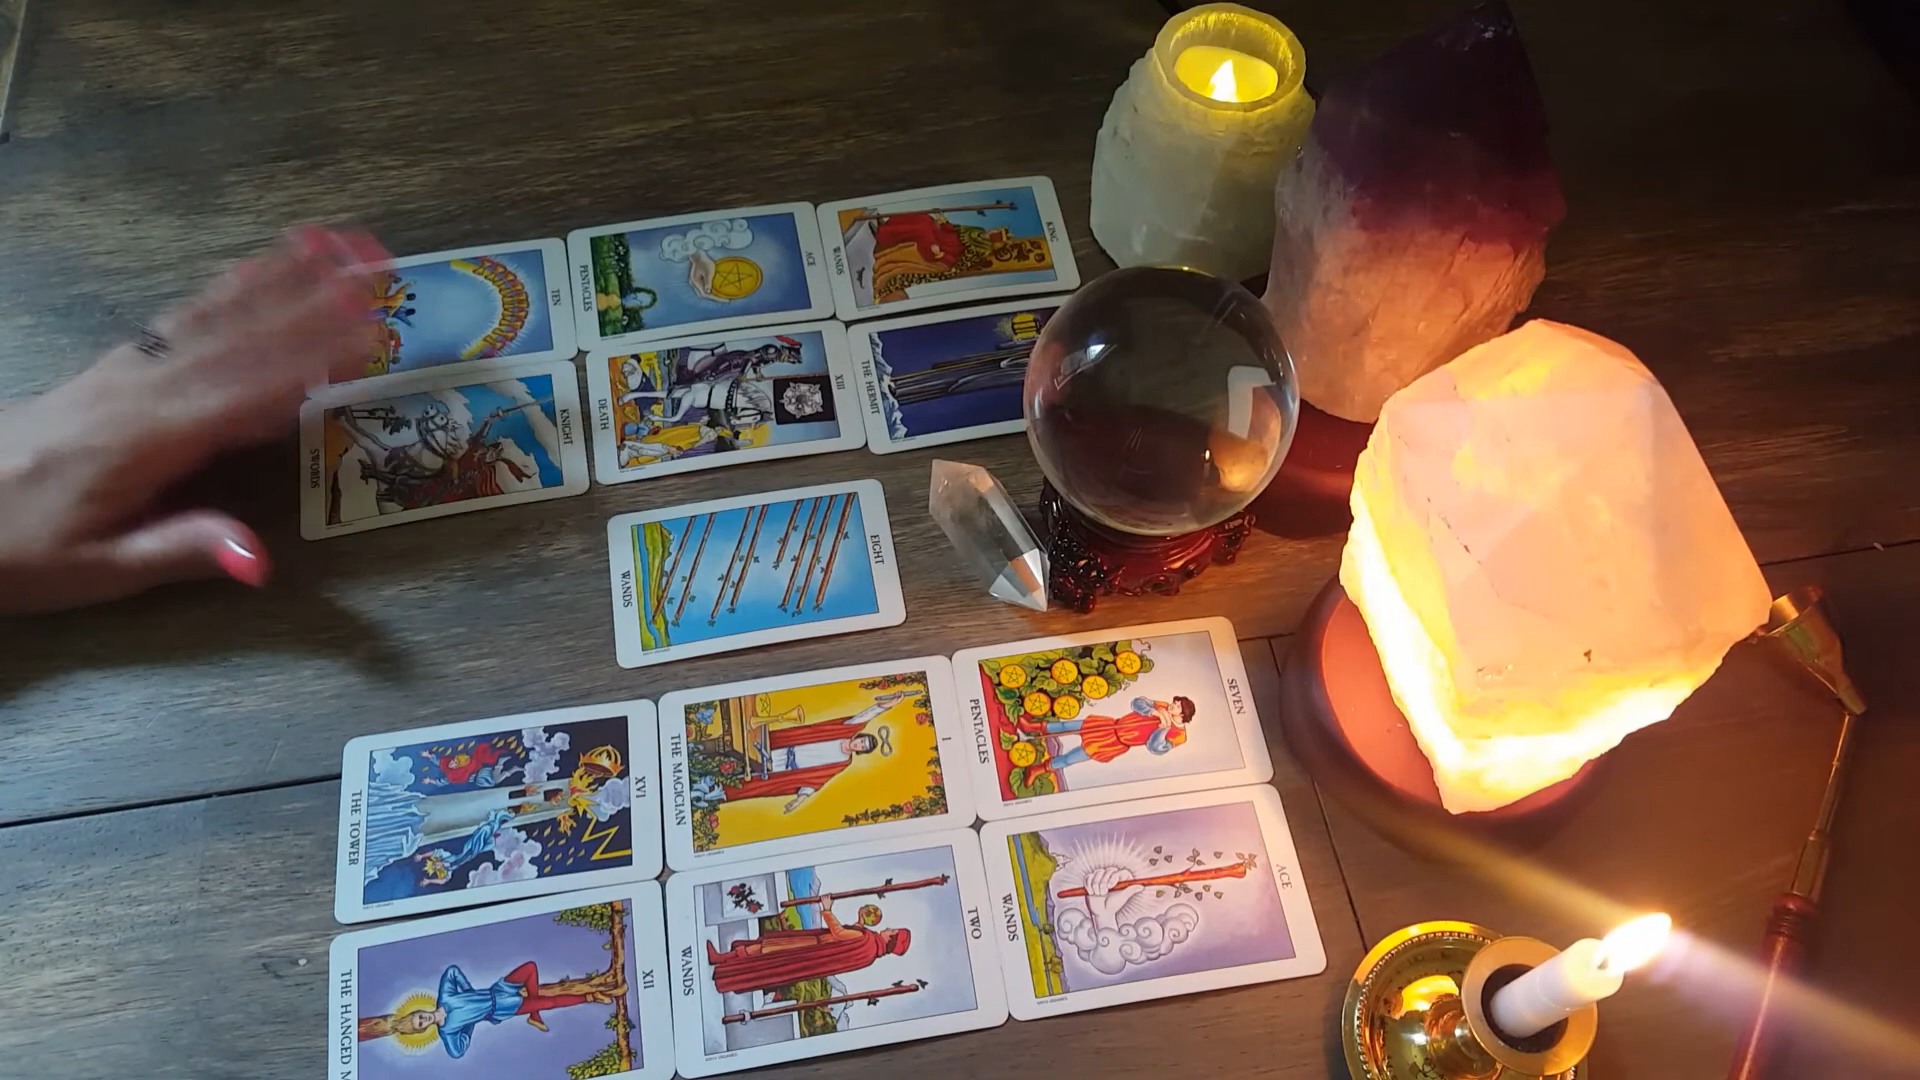 KING
WANDS
ACE
PENTACLES
TEN
THE HERMIT
XIII
DEATH
KNIGHT
SWORDS
EIGHT
WANDS
SEVEN
PENTACLES
I
THE MAGICIAN
XVI
THE TOWER
ACE
WANDS
TWO
WANDS
XII
THE HANGED M